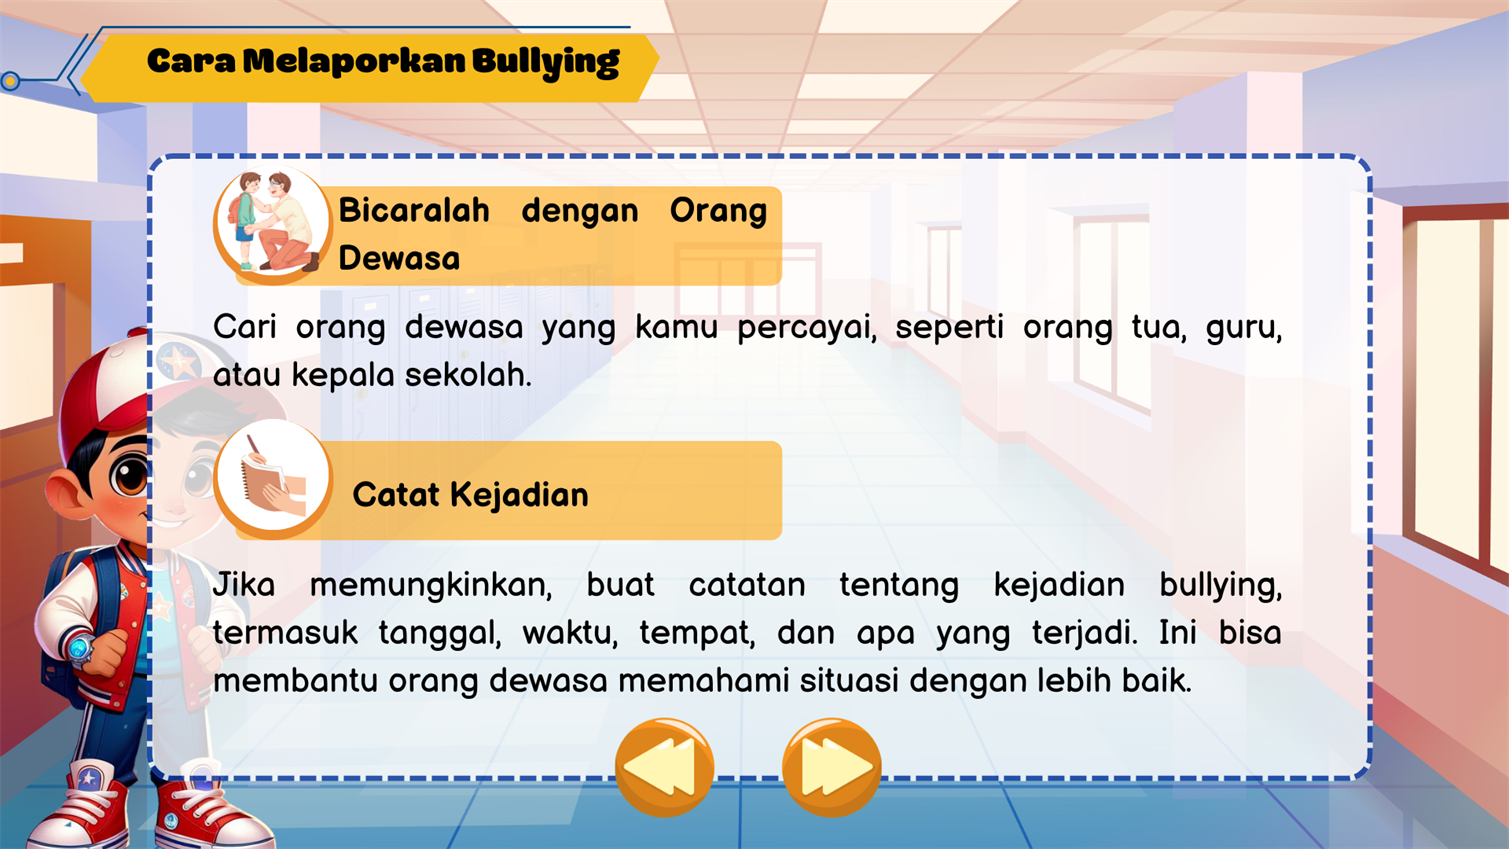 Cara Melaporkan Bullying
Bicaralah dengan Orang
Dewasa
Cari orang dewasa yang kamu percayai, seperti orang tua, guru,
atau kepala sekolah.
Catat Kejadian
Jika memungkinkan, buat catatan tentang kejadian bullying,
termasuk tanggal, waktu, tempat, dan apa yang terjadi. Ini bisa
membantu orang dewasa memahami situasi dengan lebih baik.